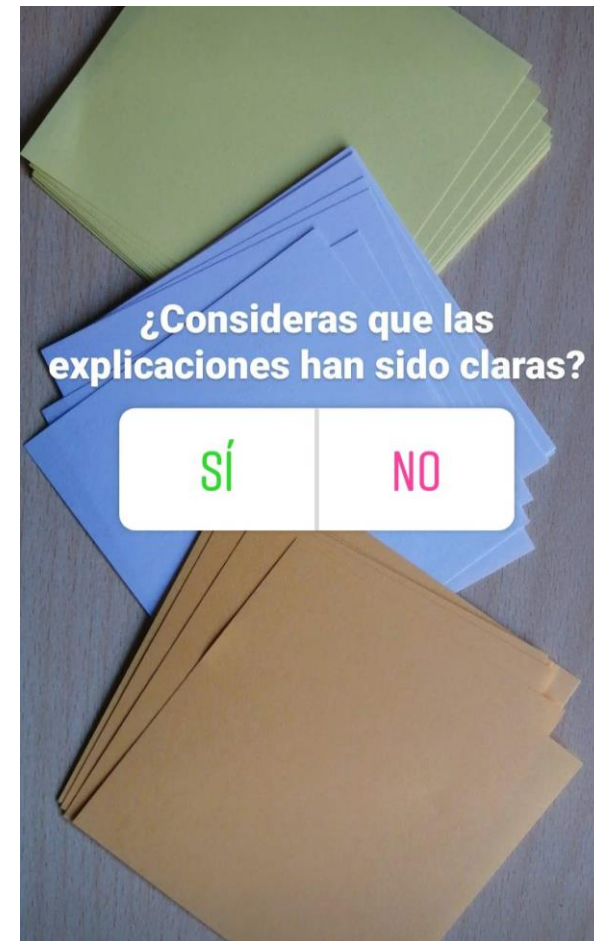 ¿Consideras que las
explicaciones han sido claras?
SÍ NO